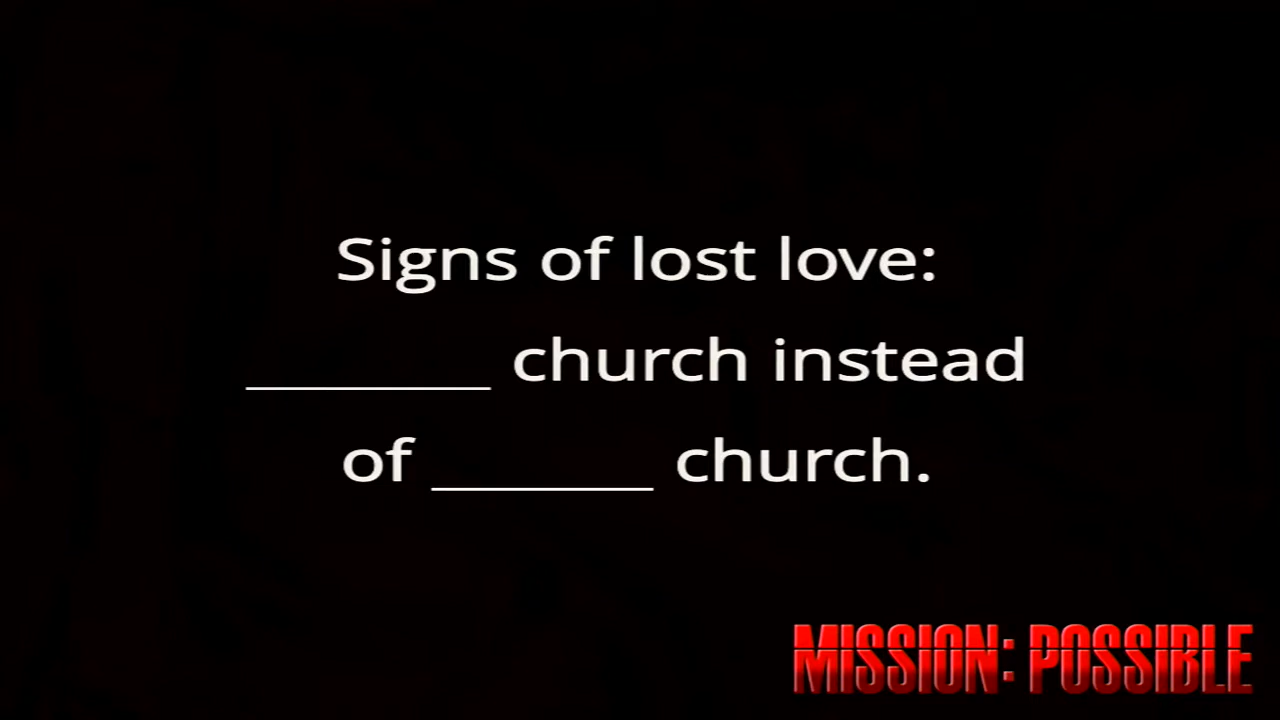 Signs of lost love:
________ church instead
of _______ church.
MISSION: POSSIBLE